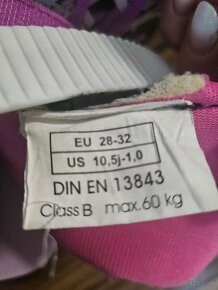 EU 28-32
US 10,5j-1,0
DIN EN 13843
Class B max.60 kg